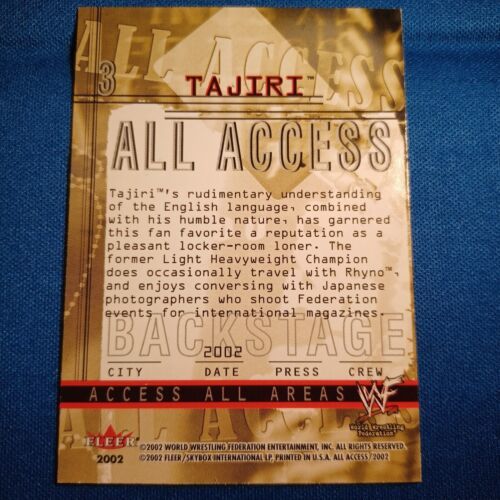 ALL ACCESS
3
TAJIRI™
ALL ACCESS
Tajiri™'s rudimentary understanding
of the English language, combined
with his humble nature, has garnered
this fan favorite a reputation as a
pleasant locker-room loner. The
former Light Heavyweight Champion
does occasionally travel with Rhyno™,
and enjoys conversing with Japanese
photographers who shoot Federation
events for international magazines.
BACKSTAGE
2002
CITY DATE PRESS CREW
ACCESS ALL AREAS
WF
World Wrestling
Federation
FLEER
2002
©2002 WORLD WRESTLING FEDERATION ENTERTAINMENT, INC. ALL RIGHTS RESERVED.
©2002 FLEER/SKYBOX INTERNATIONAL LP, PRINTED IN U.S.A. ALL ACCESS/2002